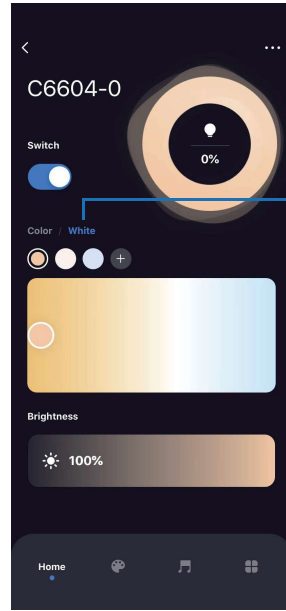 C6604-0
0%
Switch
Color / White
Brightness
100%
Home